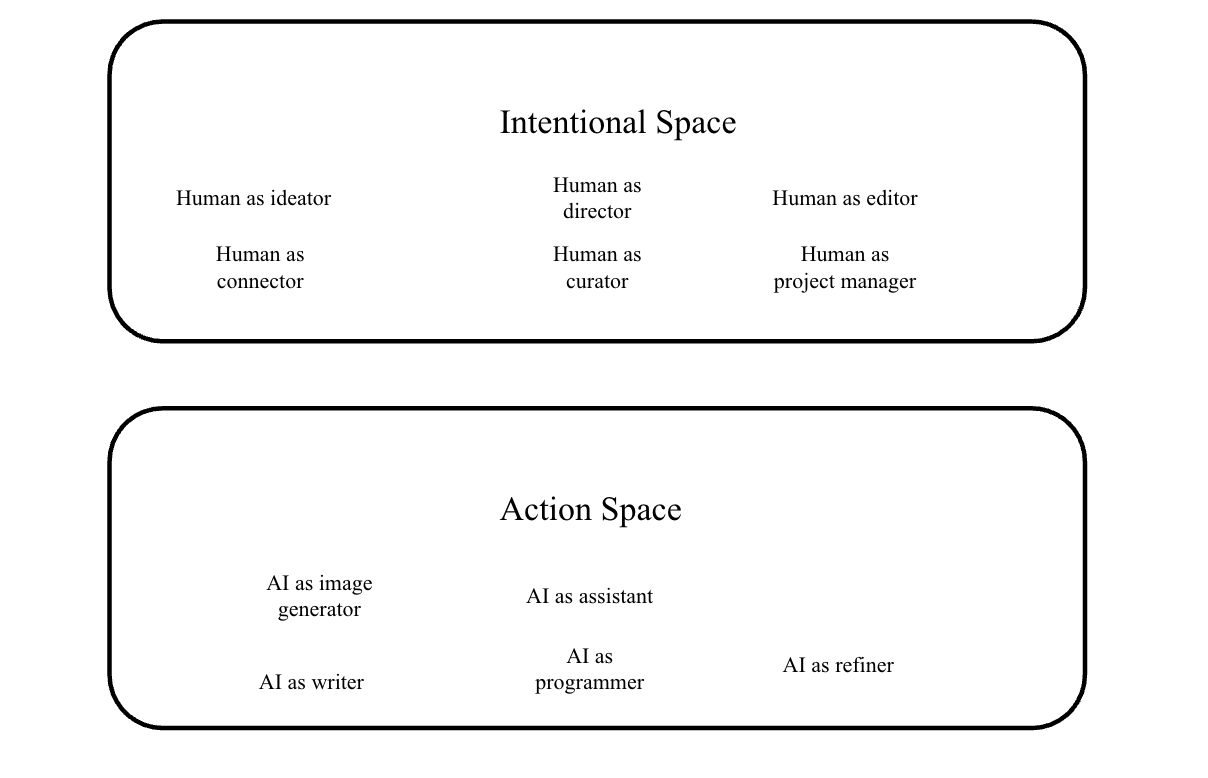 Intentional Space
Human as ideator
Human as
director
Human as editor
Human as
connector
Human as
curator
Human as
project manager
Action Space
AI as image
generator
AI as assistant
AI as writer
AI as
programmer
AI as refiner